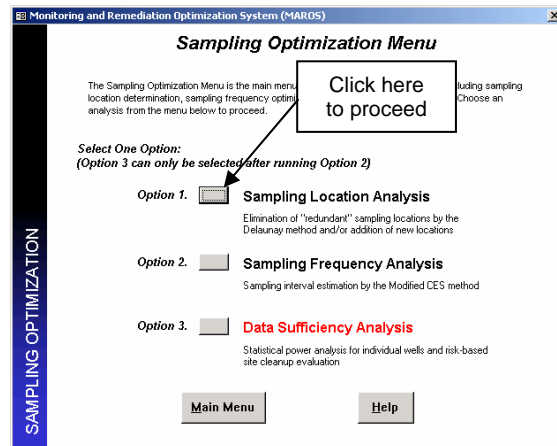 Monitoring and Remediation Optimization System (MAROS)
Sampling Optimization Menu
The Sampling Optimization Menu is the main menu cluding sampling
location determination, sampling frequency optimi Choose an
analysis from the menu below to proceed.
Click here
to proceed
Select One Option:
(Option 3 can only be selected after running Option 2)
Option 1.
Sampling Location Analysis
Elimination of "redundant" sampling locations by the
Delaunay method and/or addition of new locations
Option 2.
Sampling Frequency Analysis
Sampling interval estimation by the Modified CES method
Option 3.
Data Sufficiency Analysis
Statistical power analysis for individual wells and risk-based
site cleanup evaluation
Main Menu
Help
SAMPLING OPTIMIZATION